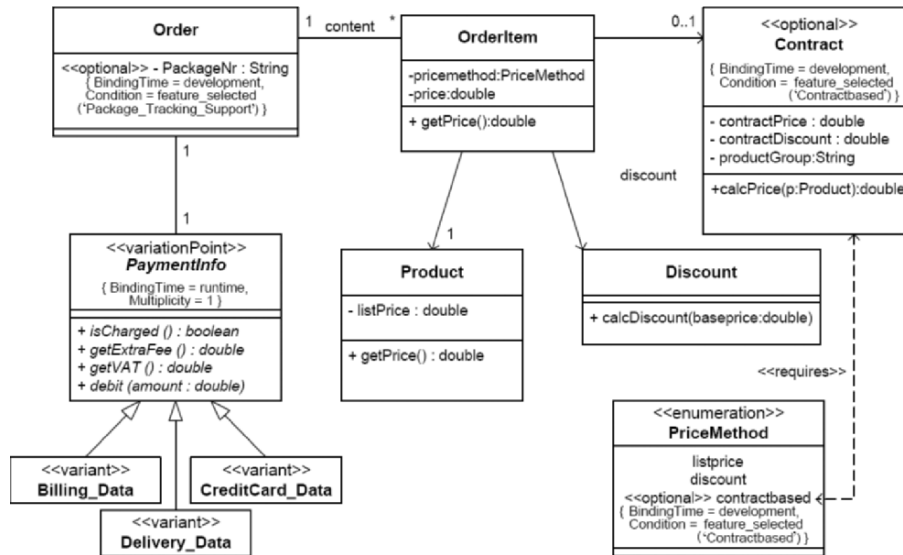 Order
<<optional>> - PackageNr : String
{ BindingTime = development,
Condition = feature_selected
('Package_Tracking_Support') }
1
content
*
OrderItem
-pricemethod:PriceMethod
-price:double
+ getPrice():double
0..1
<<optional>>
Contract
{ BindingTime = development,
Condition = feature_selected
('Contractbased') }
- contractPrice : double
- contractDiscount : double
- productGroup:String
+calcPrice(p:Product):double
1
1
discount
1
<<variationPoint>>
PaymentInfo
{ BindingTime = runtime,
Multiplicity = 1 }
+ isCharged () : boolean
+ getExtraFee () : double
+ getVAT () : double
+ debit (amount : double)
Product
- listPrice : double
+ getPrice() : double
Discount
+ calcDiscount(baseprice:double)
<<requires>>
<<variant>>
Billing_Data
<<variant>>
CreditCard_Data
<<variant>>
Delivery_Data
<<enumeration>>
PriceMethod
listprice
discount
<<optional>> contractbased
{ BindingTime = development,
Condition = feature_selected
('Contractbased') }